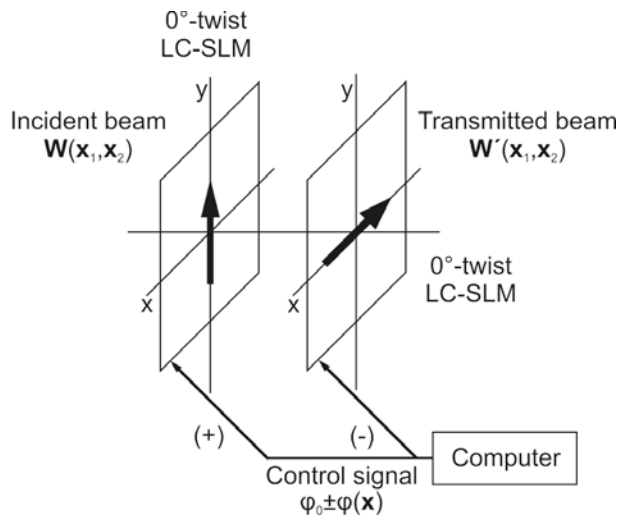 0°-twist
LC-SLM
Incident beam
W(x₁,x₂)
y
x
y
x
Transmitted beam
W´(x₁,x₂)
0°-twist
LC-SLM
(+)
(-)
Control signal
φ₀±φ(x)
Computer